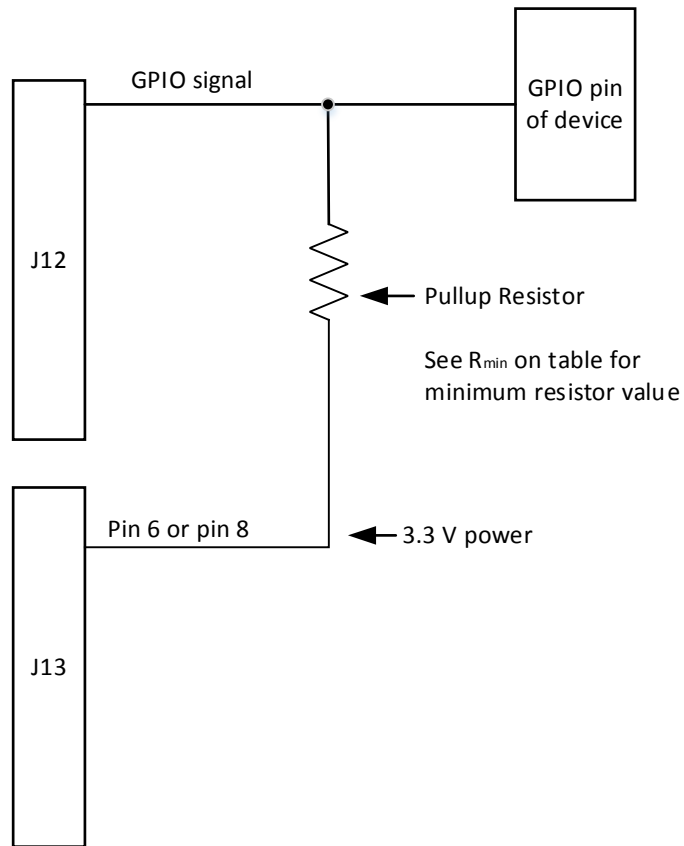 GPIO signal
GPIO pin
of device
J12
Pullup Resistor
See Rmin on table for
minimum resistor value
Pin 6 or pin 8
3.3 V power
J13